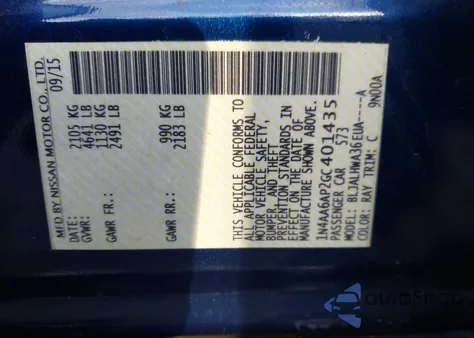 MFD BY NISSAN MOTOR CO., LTD.
09/15 2105 KG
GVWR: 4641 LB
1130 KG
GAWR FR: 2491 LB
990 KG
GAWR RR: 2183 LB
THIS VEHICLE CONFORMS TO
ALL APPLICABLE FEDERAL
MOTOR VEHICLE SAFETY,
BUMPER, AND THEFT
PREVENTION STANDARDS IN
EFFECT ON THE DATE OF
MANUFACTURE SHOWN ABOVE.
1N4AA6AP2GC401435
PASSENGER CAR 573
MODEL: BLJALHWA36EUA----A
COLOR: RAY TRIM: C 9N00A
AutoSnap